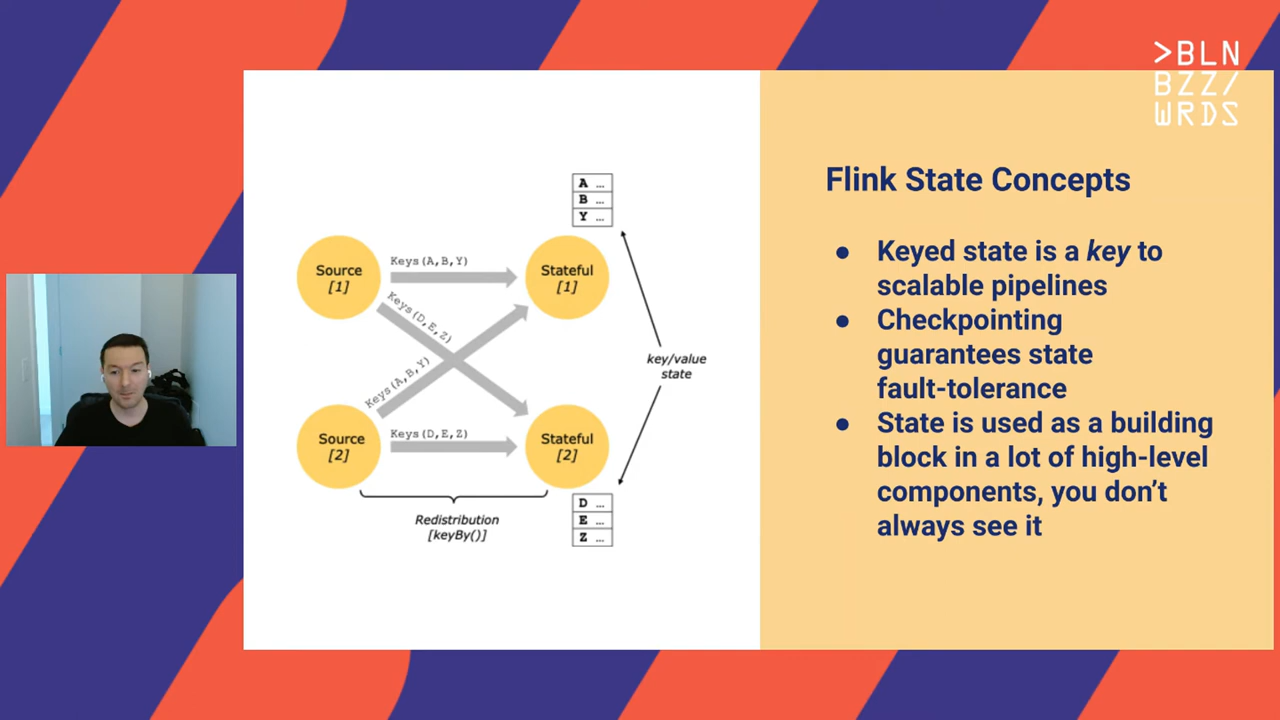 >BLN
BZZ/
WRDS
A ...
B ...
Y ...
Source
[1]
Keys(A,B,Y)
Stateful
[1]
Keys(D,E,Z)
key/value
state
Keys(A,B,Y)
Source
[2]
Keys(D,E,Z)
Stateful
[2]
Redistribution
[keyBy()]
D ...
E ...
Z ...
Flink State Concepts
● Keyed state is a key to
scalable pipelines
● Checkpointing
guarantees state
fault-tolerance
● State is used as a building
block in a lot of high-level
components, you don’t
always see it